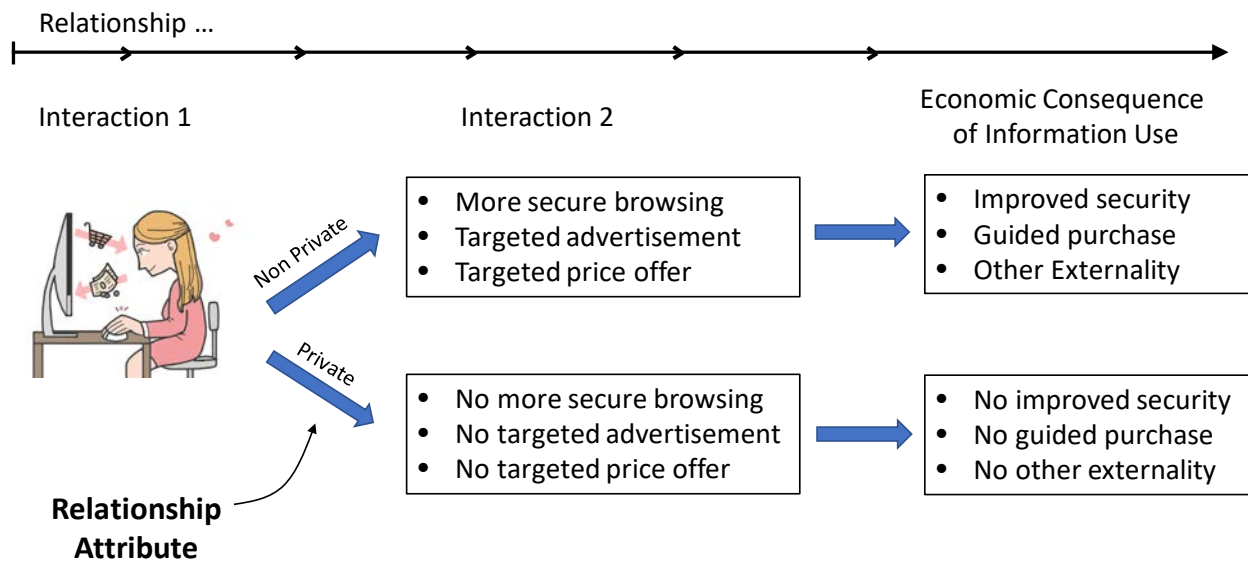 Relationship ...
Interaction 1
Interaction 2
Economic Consequence
of Information Use
Non Private
• More secure browsing
• Targeted advertisement
• Targeted price offer
• Improved security
• Guided purchase
• Other Externality
Private
• No more secure browsing
• No targeted advertisement
• No targeted price offer
• No improved security
• No guided purchase
• No other externality
Relationship
Attribute